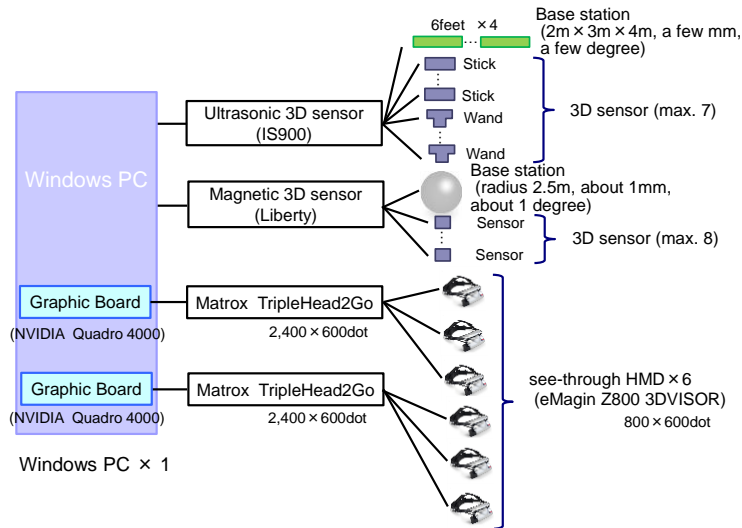 6feet ×4
Base station
(2m×3m×4m, a few mm,
a few degree)
Stick
Stick
Wand
Wand
3D sensor (max. 7)
Ultrasonic 3D sensor
(IS900)
Windows PC
Magnetic 3D sensor
(Liberty)
Base station
(radius 2.5m, about 1mm,
about 1 degree)
Sensor
Sensor
3D sensor (max. 8)
Graphic Board
(NVIDIA Quadro 4000)
Matrox TripleHead2Go
2,400×600dot
Graphic Board
(NVIDIA Quadro 4000)
Matrox TripleHead2Go
2,400×600dot
see-through HMD×6
(eMagin Z800 3DVISOR)
800×600dot
Windows PC × 1